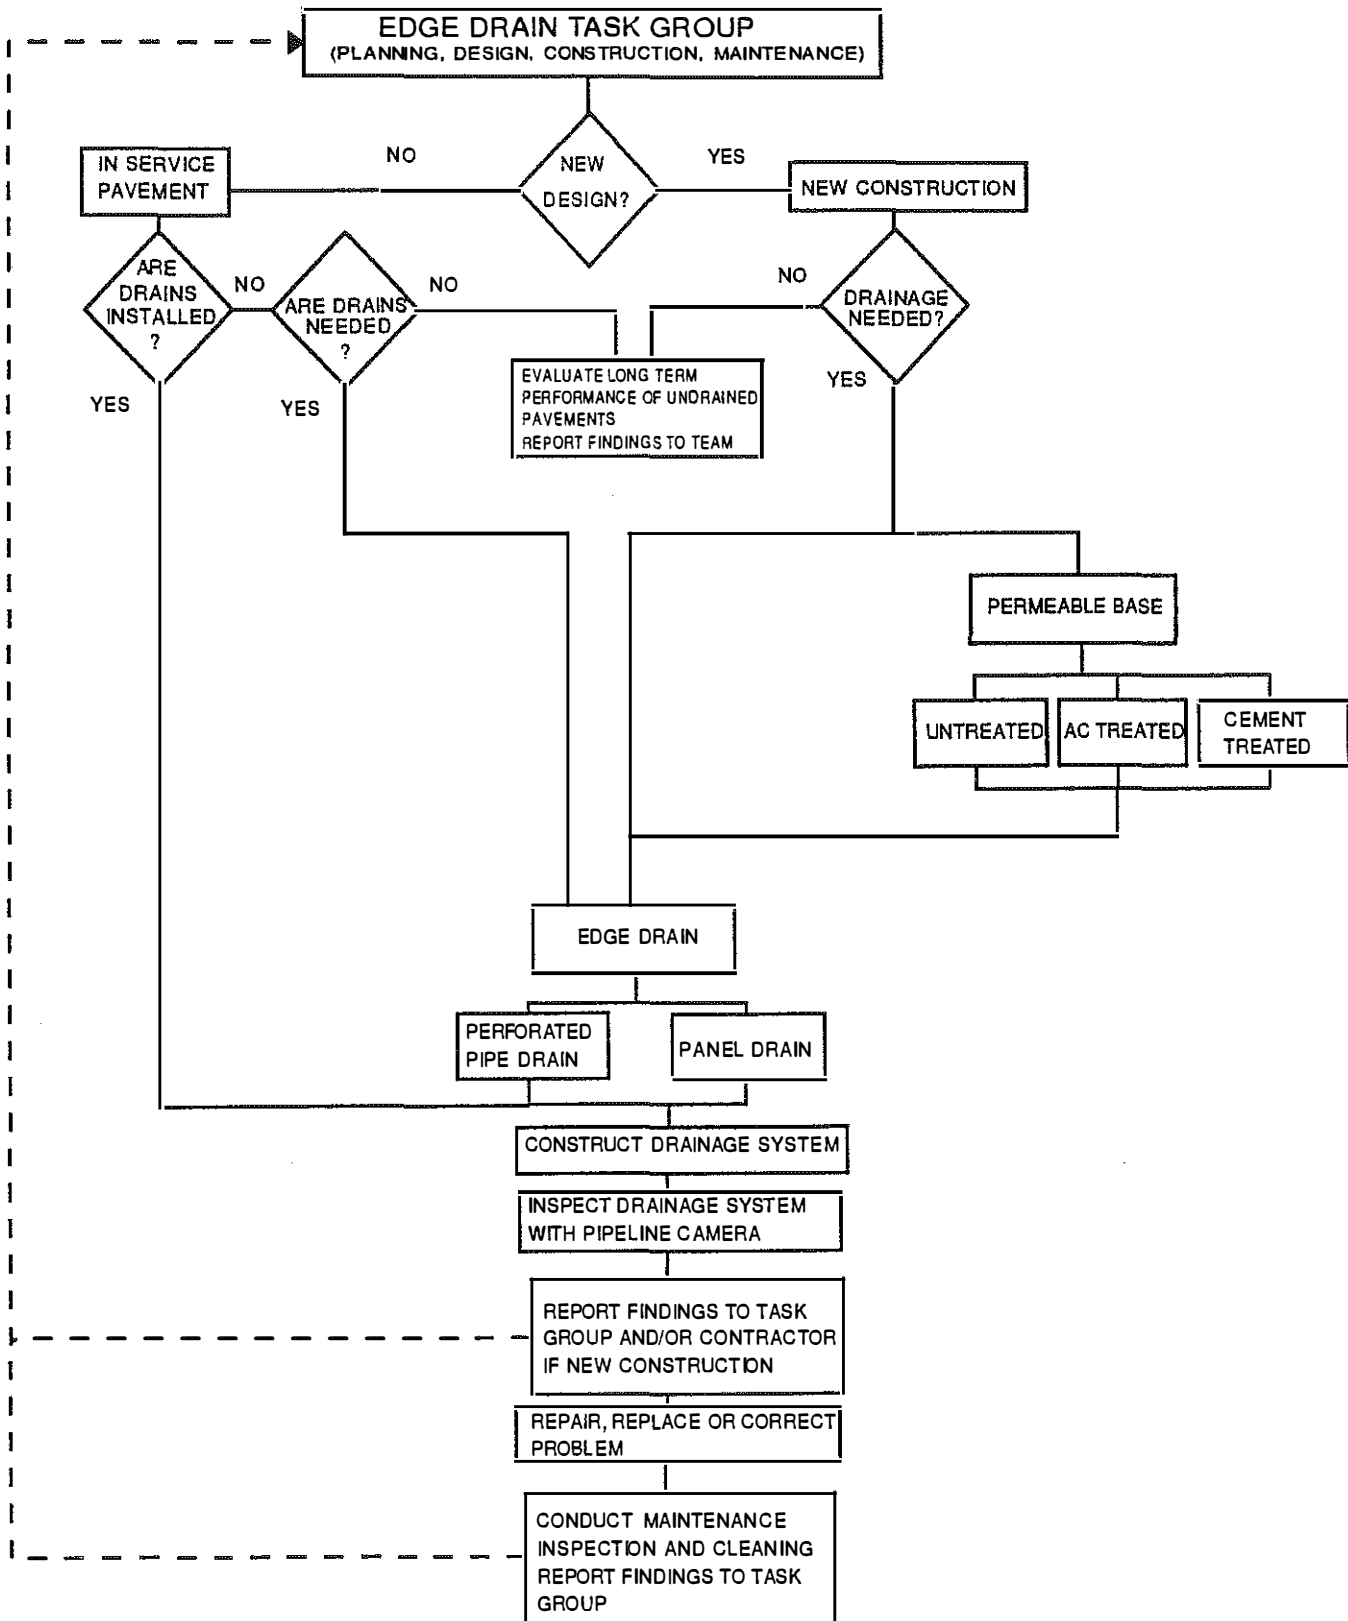 EDGE DRAIN TASK GROUP
(PLANNING, DESIGN, CONSTRUCTION, MAINTENANCE)
NEW
DESIGN?
NO
YES
IN SERVICE
PAVEMENT
NEW CONSTRUCTION
ARE
DRAINS
INSTALLED
?
NO
ARE DRAINS
NEEDED
?
NO
NO
DRAINAGE
NEEDED?
YES
YES
YES
EVALUATE LONG TERM
PERFORMANCE OF UNDRAINED
PAVEMENTS
REPORT FINDINGS TO TEAM
PERMEABLE BASE
UNTREATED
AC TREATED
CEMENT
TREATED
EDGE DRAIN
PERFORATED
PIPE DRAIN
PANEL DRAIN
CONSTRUCT DRAINAGE SYSTEM
INSPECT DRAINAGE SYSTEM
WITH PIPELINE CAMERA
REPORT FINDINGS TO TASK
GROUP AND/OR CONTRACTOR
IF NEW CONSTRUCTION
REPAIR, REPLACE OR CORRECT
PROBLEM
CONDUCT MAINTENANCE
INSPECTION AND CLEANING
REPORT FINDINGS TO TASK
GROUP